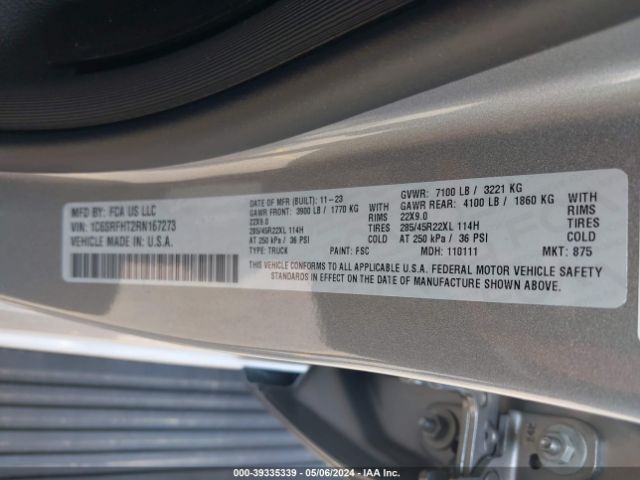 MFD BY: FCA US LLC
VIN: 1C6SRFHT2RN167273
VEHICLE MADE IN U.S.A.
DATE OF MFR (BUILT): 11-23
GAWR FRONT: 3900 LB / 1770 KG WITH
22X9.0 RIMS
285/45R22XL 114H TIRES
AT 250 kPa / 36 PSI
TYPE: TRUCK PAINT: FSC
GVWR: 7100 LB / 3221 KG
GAWR REAR: 4100 LB / 1860 KG WITH
22X9.0 RIMS
285/45R22XL 114H TIRES
AT 250 kPa / 36 PSI
MDH: 110111 MKT: 875
THIS VEHICLE CONFORMS TO ALL APPLICABLE U.S.A. FEDERAL MOTOR VEHICLE SAFETY
STANDARDS IN EFFECT ON THE DATE OF MANUFACTURE SHOWN ABOVE.
00-39335339 - 05/06/2024 - IAA Inc.